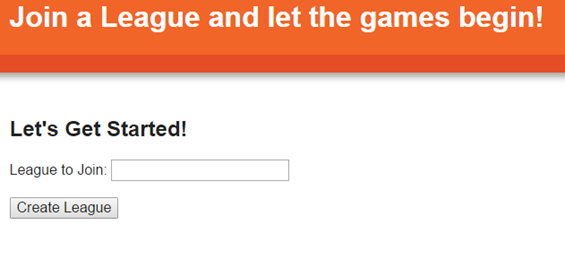 Join a League and let the games begin!
Let's Get Started!
League to Join:
Create League